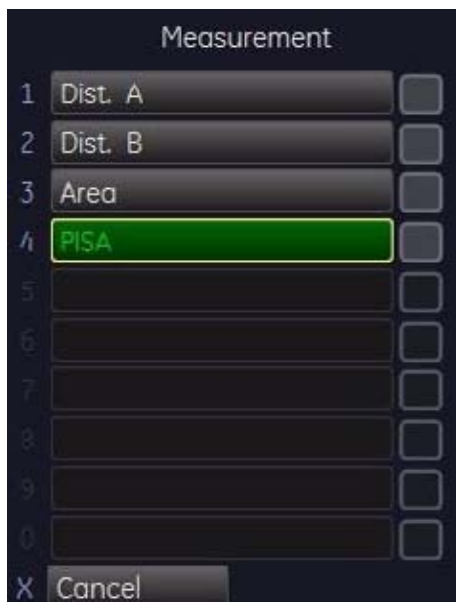 Measurement
1 Dist. A
2 Dist. B
3 Area
4 PISA
5
6
7
8
9
0
X Cancel